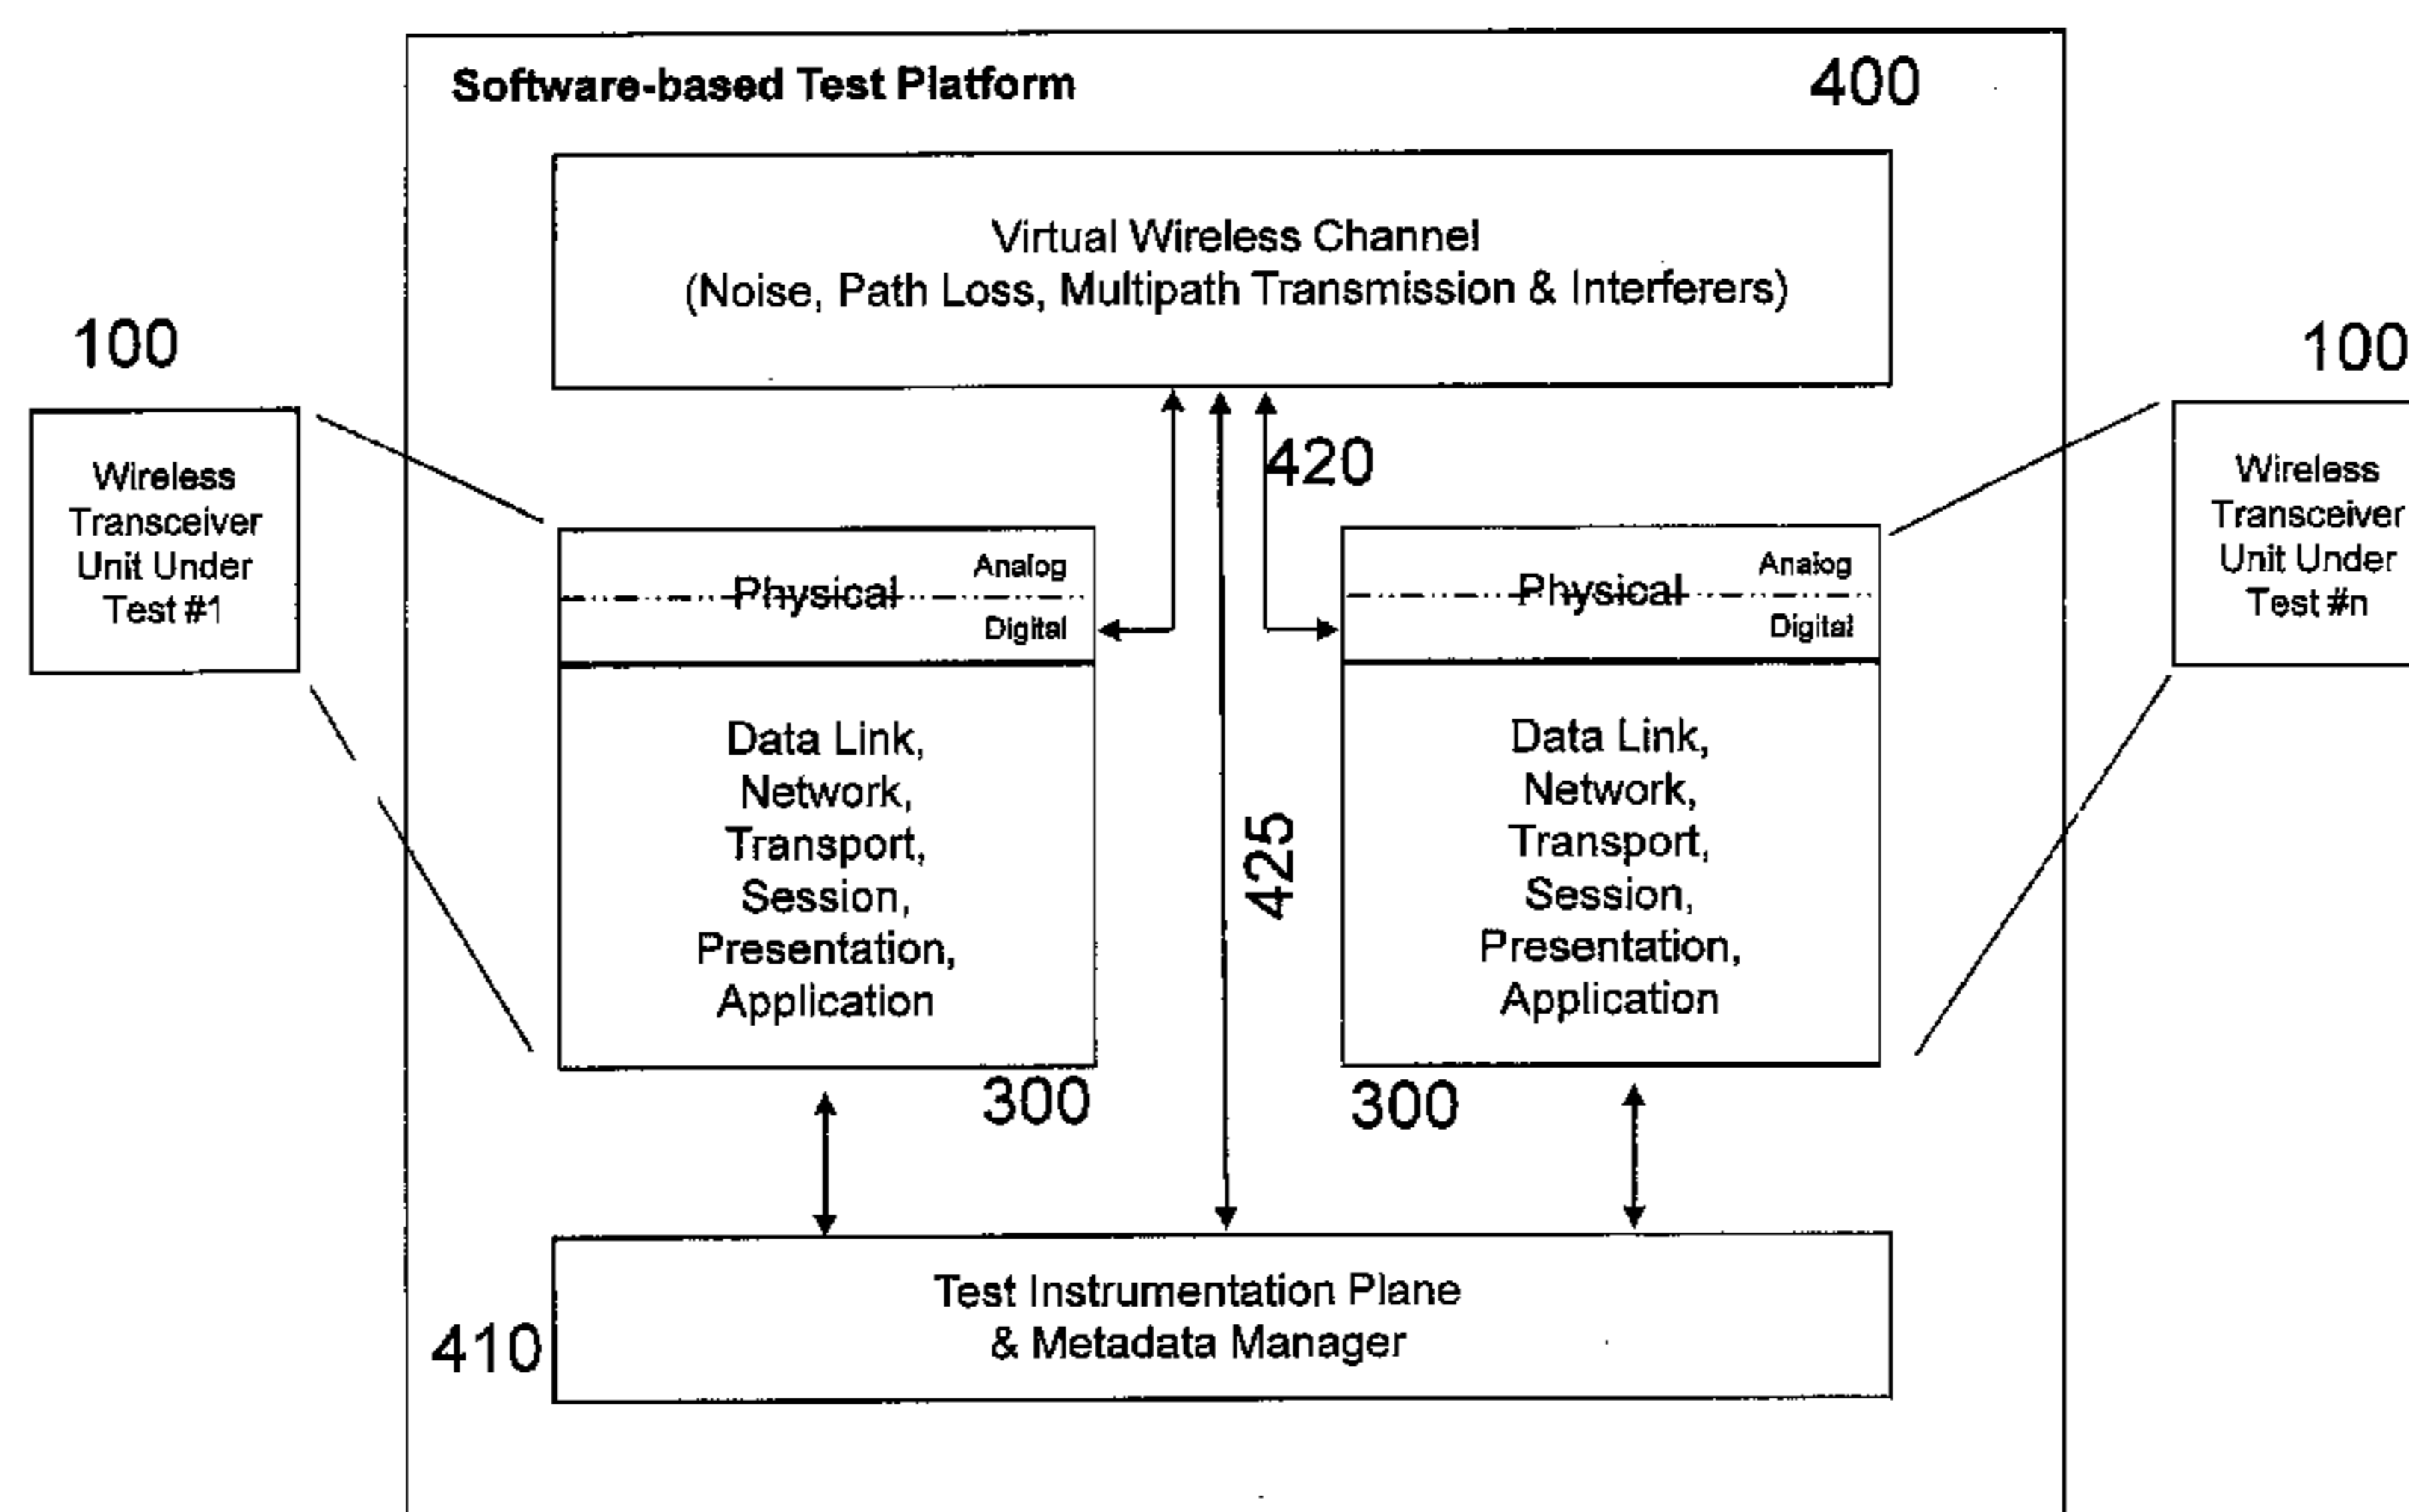 Software-based Test Platform
400
Virtual Wireless Channel
(Noise, Path Loss, Multipath Transmission & Interferers)
100
100
Wireless
Transceiver
Unit Under
Test #1
Wireless
Transceiver
Unit Under
Test #n
420
Analog
Physical
Digital
Analog
Physical
Digital
Data Link,
Network,
Transport,
Session,
Presentation,
Application
425
Data Link,
Network,
Transport,
Session,
Presentation,
Application
300
300
Test Instrumentation Plane
& Metadata Manager
410